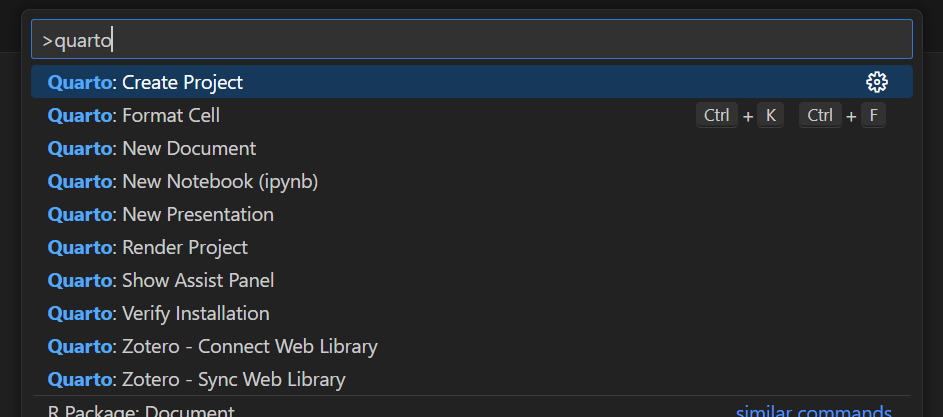 >quarto
Quarto: Create Project
Quarto: Format Cell Ctrl + K Ctrl + F
Quarto: New Document
Quarto: New Notebook (ipynb)
Quarto: New Presentation
Quarto: Render Project
Quarto: Show Assist Panel
Quarto: Verify Installation
Quarto: Zotero - Connect Web Library
Quarto: Zotero - Sync Web Library
R Package: Document similar commands